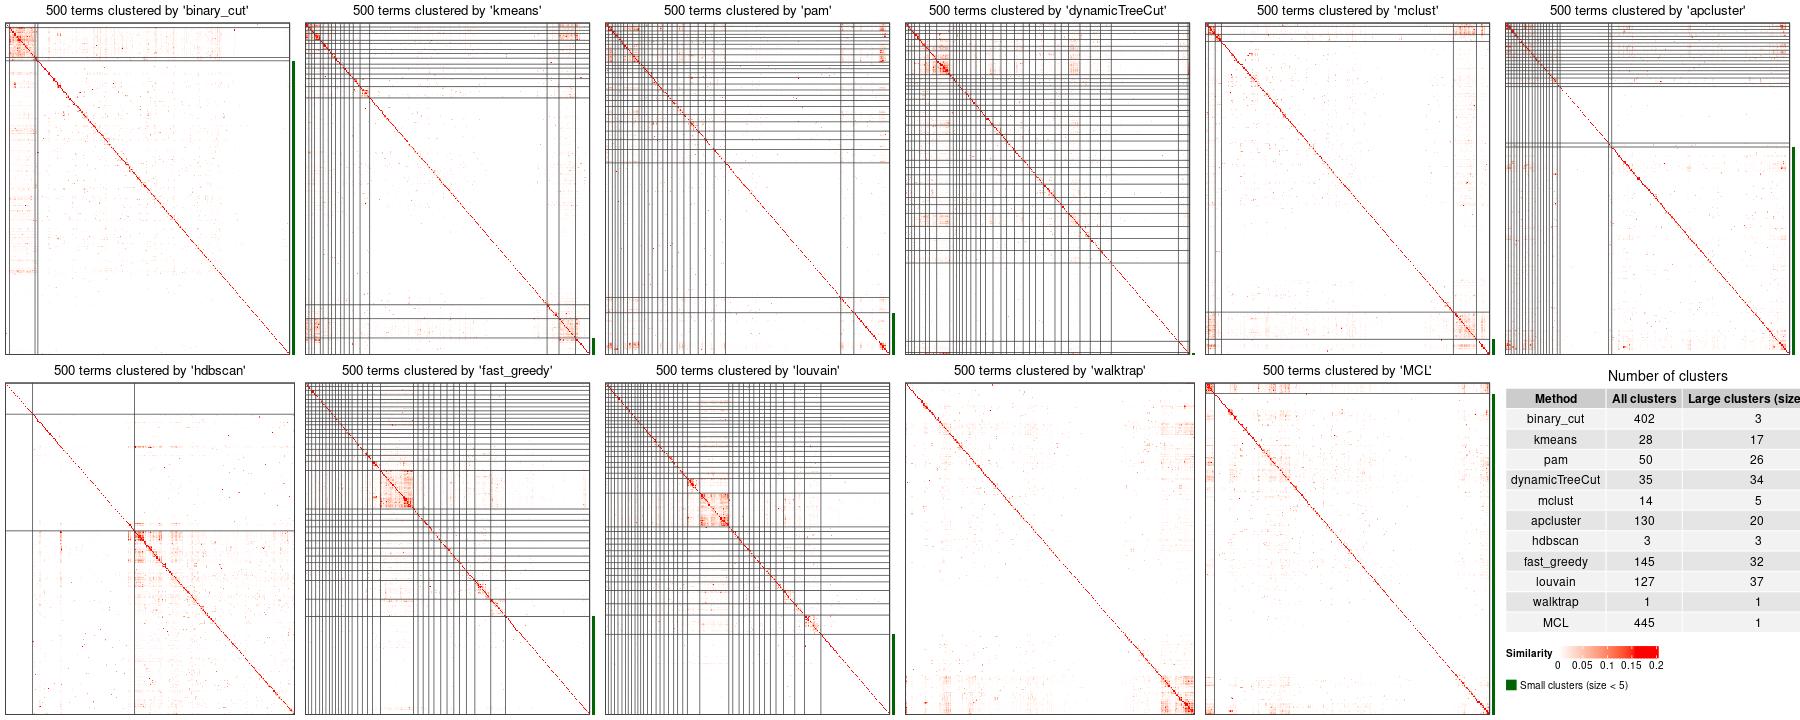 500 terms clustered by 'binary_cut'
500 terms clustered by 'kmeans'
500 terms clustered by 'pam'
500 terms clustered by 'dynamicTreeCut'
500 terms clustered by 'mclust'
500 terms clustered by 'apcluster'
500 terms clustered by 'hdbscan'
500 terms clustered by 'fast_greedy'
500 terms clustered by 'louvain'
500 terms clustered by 'walktrap'
500 terms clustered by 'MCL'
Number of clusters
Method All clusters Large clusters (size
binary_cut 402 3
kmeans 28 17
pam 50 26
dynamicTreeCut 35 34
mclust 14 5
apcluster 130 20
hdbscan 3 3
fast_greedy 145 32
louvain 127 37
walktrap 1 1
MCL 445 1
Similarity
0 0.05 0.1 0.15 0.2
Small clusters (size < 5)